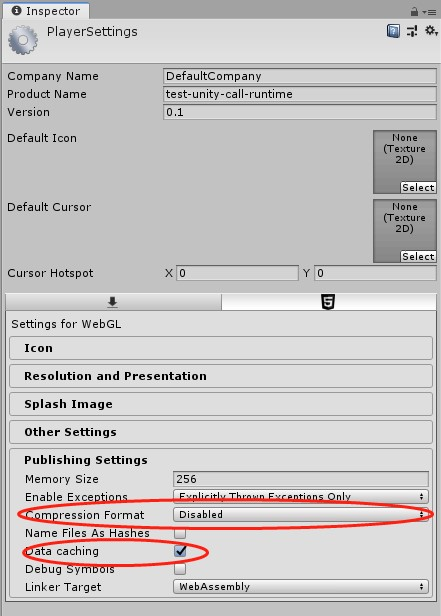 Inspector
PlayerSettings
Company Name DefaultCompany
Product Name test-unity-call-runtime
Version 0.1
Default Icon None (Texture 2D)
Select
Default Cursor None (Texture 2D)
Select
Cursor Hotspot X 0 Y 0
Settings for WebGL
Icon
Resolution and Presentation
Splash Image
Other Settings
Publishing Settings
Memory Size 256
Enable Exceptions Explicitly Thrown Exceptions Only
Compression Format Disabled
Name Files As Hashes
Data caching
Debug Symbols
Linker Target WebAssembly